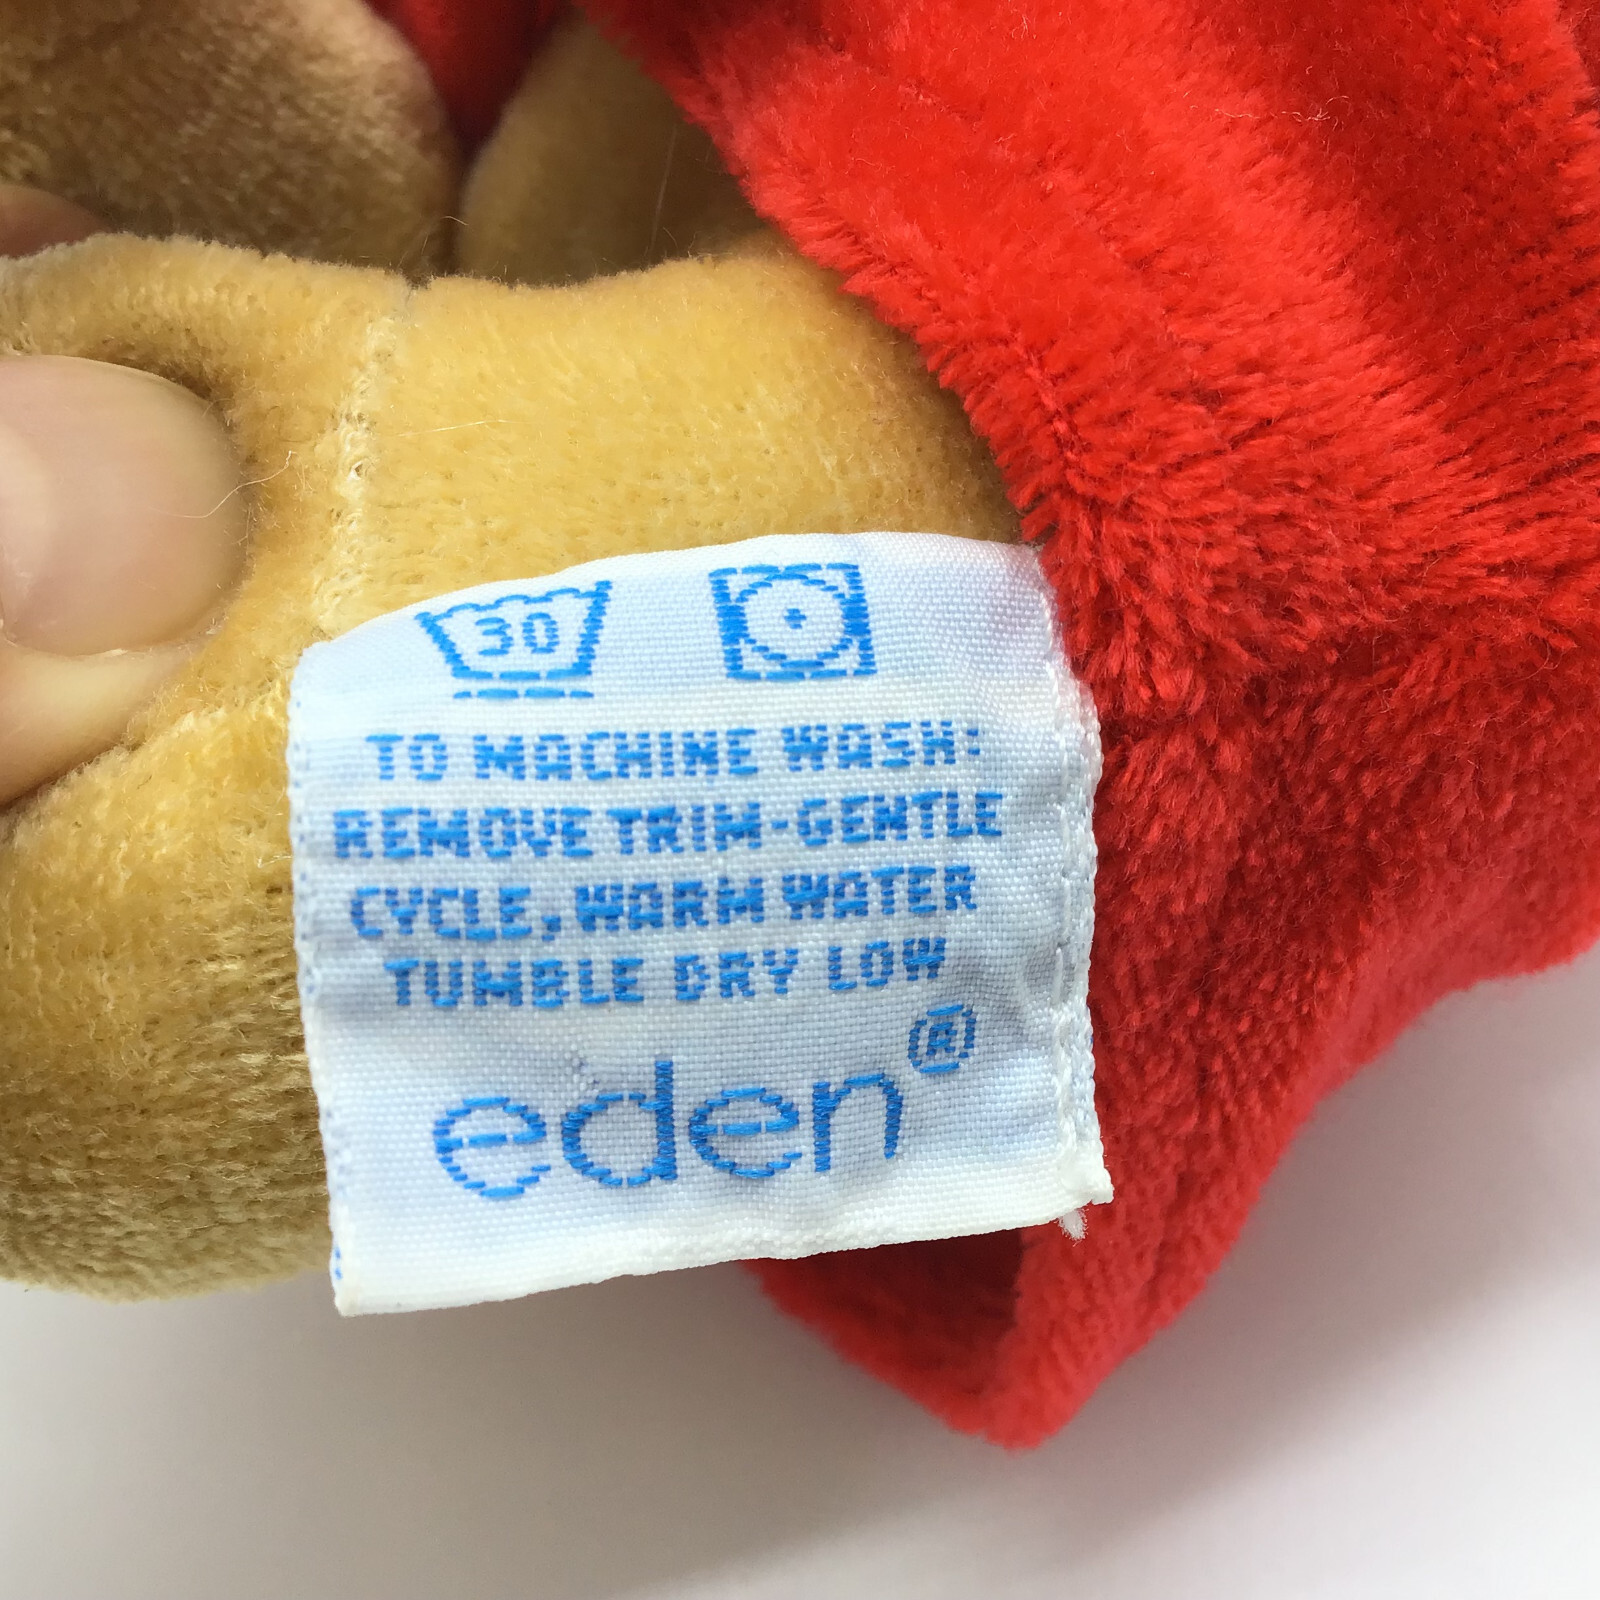 30
TO MACHINE WASH:
REMOVE TRIM-GENTLE
CYCLE, WARM WATER
TUMBLE DRY LOW
eden®